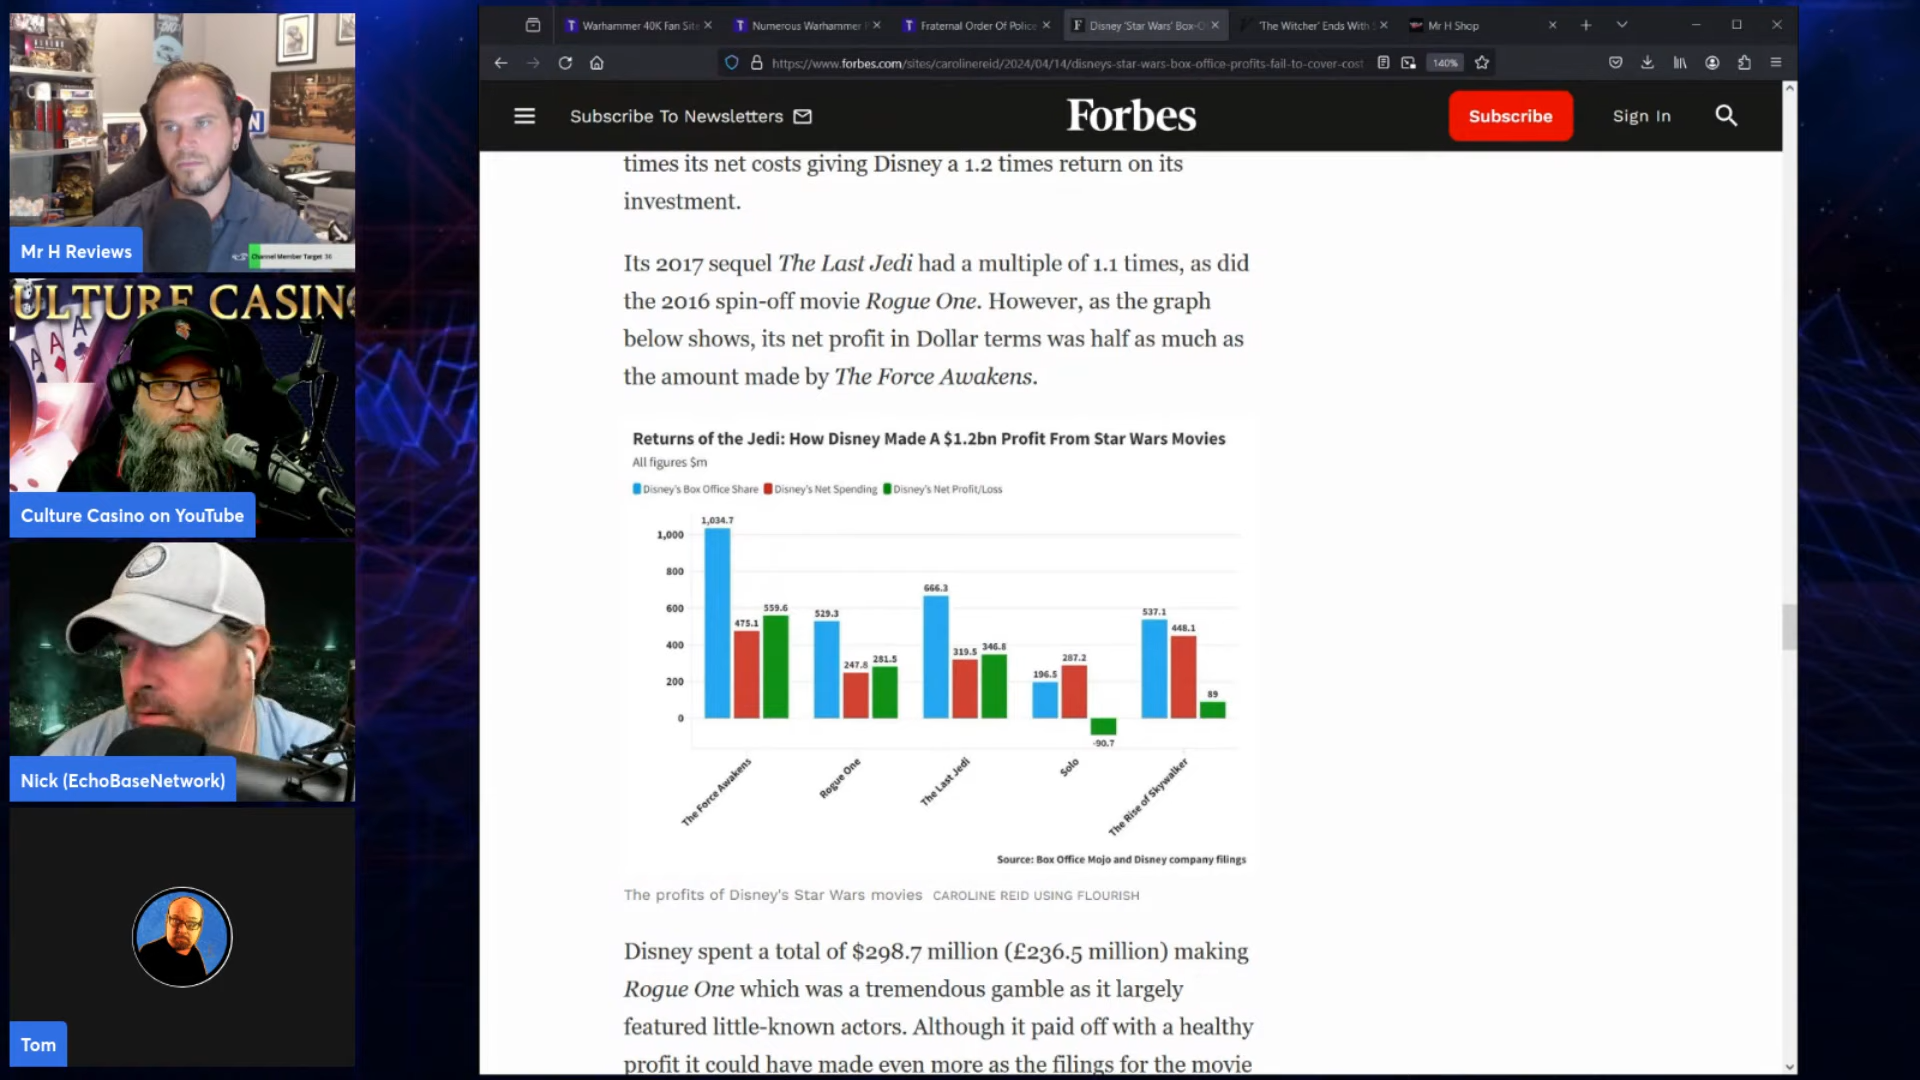 Warhammer 40K Fan Site
Numerous Warhammer
Fraternal Order Of Police
Disney 'Star Wars' Box-O
'The Witcher' Ends With
Mr H Shop
https://www.forbes.com/sites/carolinereid/2024/04/14/disneys-star-wars-box-office-profits-fail-to-cover-cost
140%
Subscribe To Newsletters
Forbes
Subscribe
Sign In
times its net costs giving Disney a 1.2 times return on its
investment.
Its 2017 sequel The Last Jedi had a multiple of 1.1 times, as did
the 2016 spin-off movie Rogue One. However, as the graph
below shows, its net profit in Dollar terms was half as much as
the amount made by The Force Awakens.
Returns of the Jedi: How Disney Made A $1.2bn Profit From Star Wars Movies
All figures $m
Disney's Box Office Share Disney's Net Spending Disney's Net Profit/Loss
1,000
800
600
400
200
0
1,034.7
475.1
559.6
529.3
247.8
281.5
666.3
319.5
346.8
196.5
287.2
-90.7
537.1
448.1
89
The Force Awakens
Rogue One
The Last Jedi
Solo
The Rise of Skywalker
Source: Box Office Mojo and Disney company filings
The profits of Disney's Star Wars movies CAROLINE REID USING FLOURISH
Disney spent a total of $298.7 million (£236.5 million) making
Rogue One which was a tremendous gamble as it largely
featured little-known actors. Although it paid off with a healthy
profit it could have made even more as the filings for the movie
Mr H Reviews
Channel Member Target
ULTURE CASIN
A
A
A
Culture Casino on YouTube
Nick (EchoBaseNetwork)
Tom